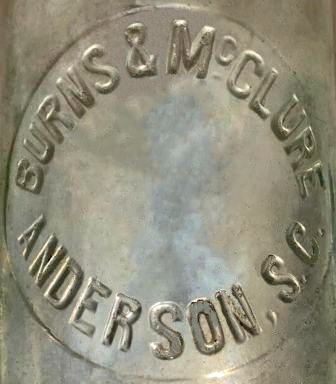 BURNS & McCLURE
ANDERSON, S.C.